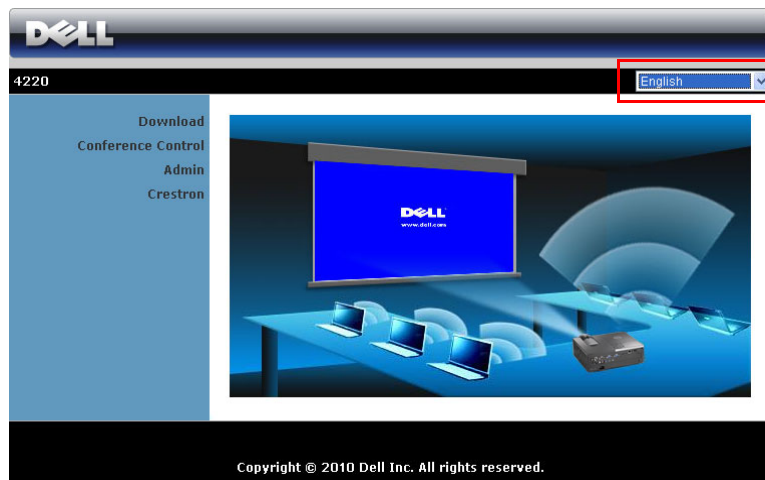 DELL
4220
English
Download
Conference Control
Admin
Crestron
DELL
www.dell.com
Copyright © 2010 Dell Inc. All rights reserved.